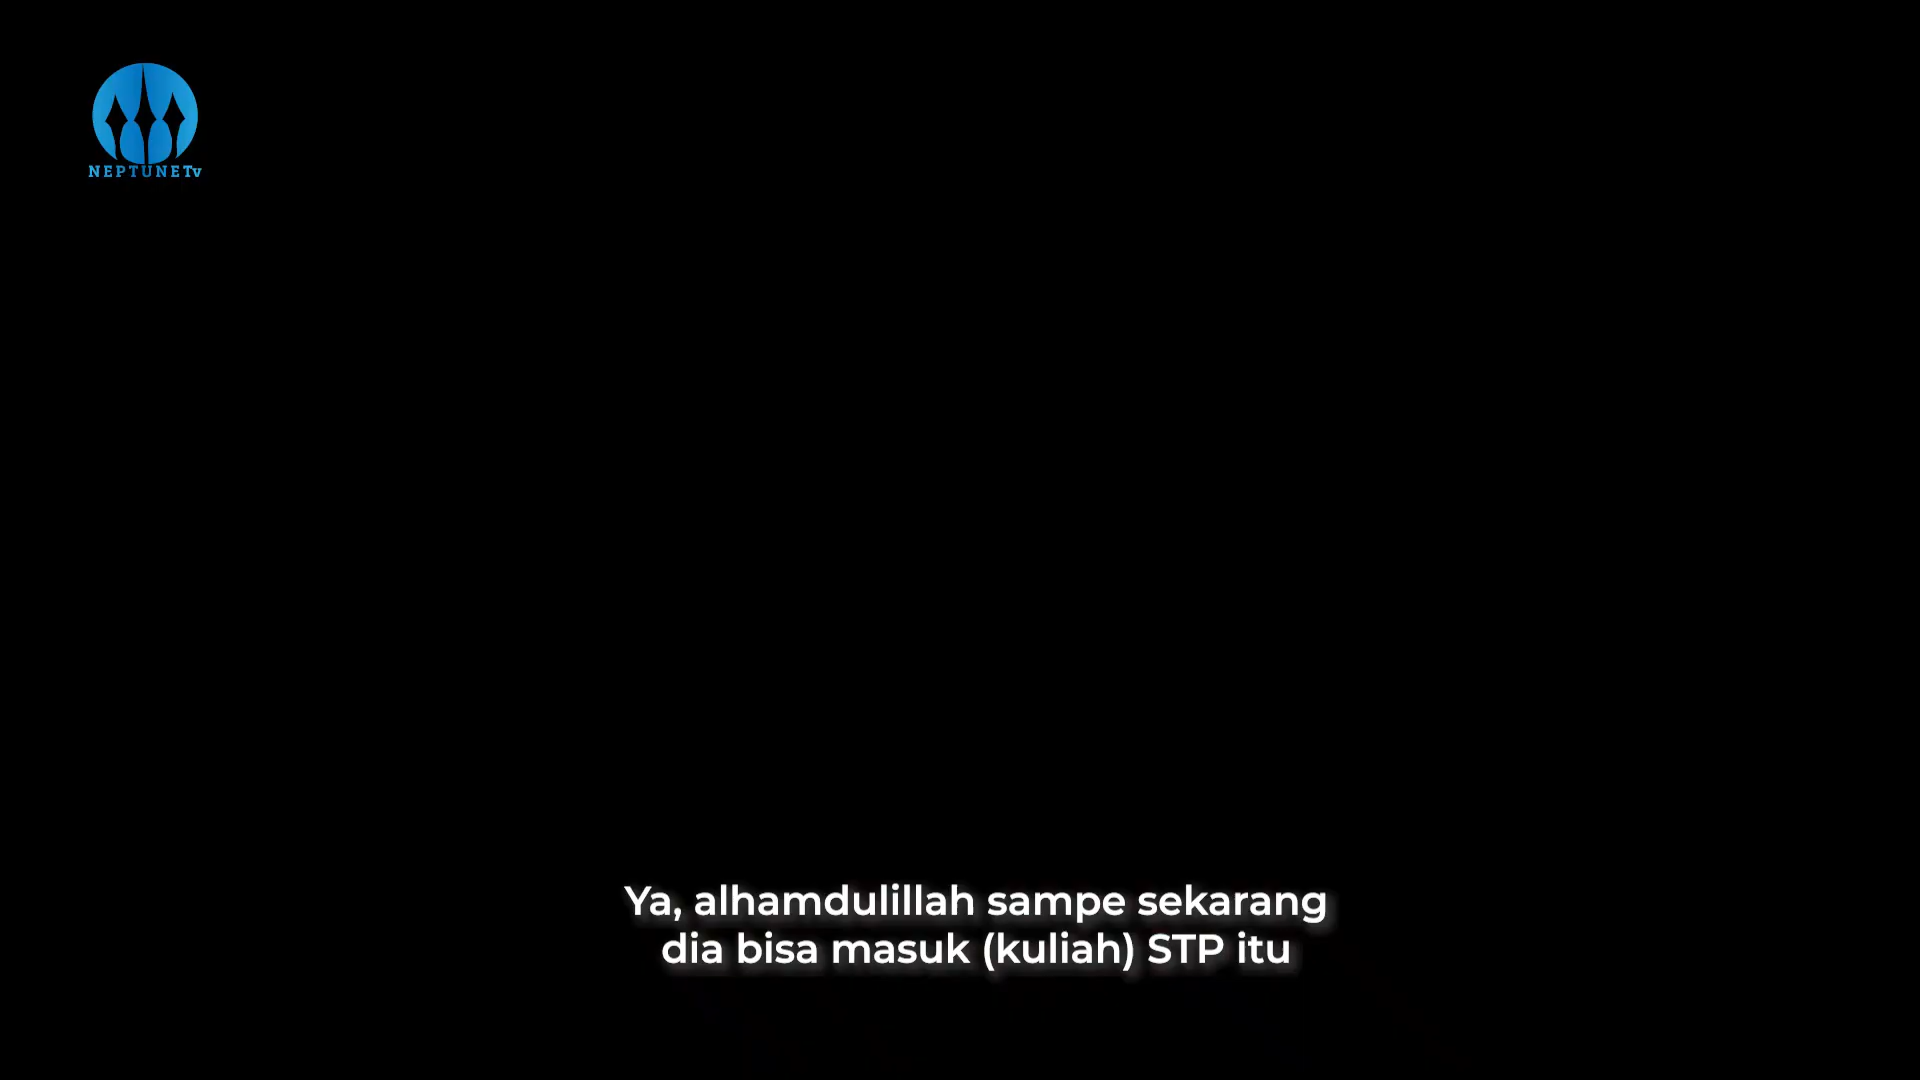 NEPTUNETv
Ya, alhamdulillah sampe sekarang
dia bisa masuk (kuliah) STP itu